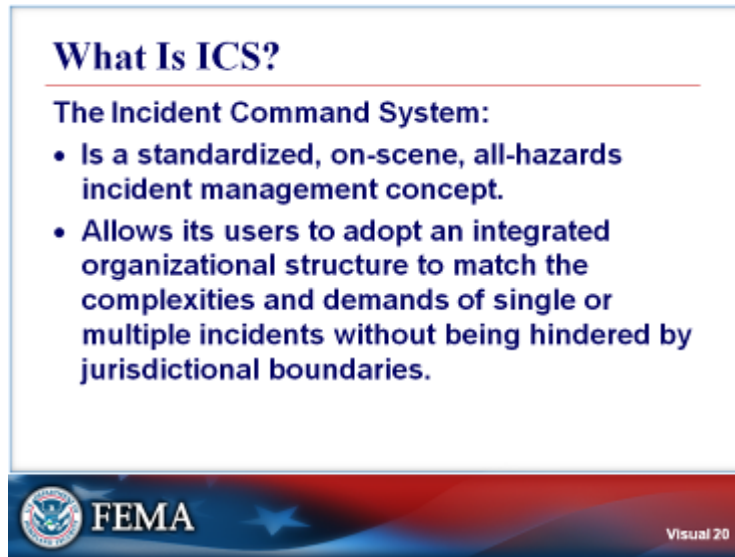 What Is ICS?
The Incident Command System:
• Is a standardized, on-scene, all-hazards
incident management concept.
• Allows its users to adopt an integrated
organizational structure to match the
complexities and demands of single or
multiple incidents without being hindered by
jurisdictional boundaries.
FEMA
Visual 20